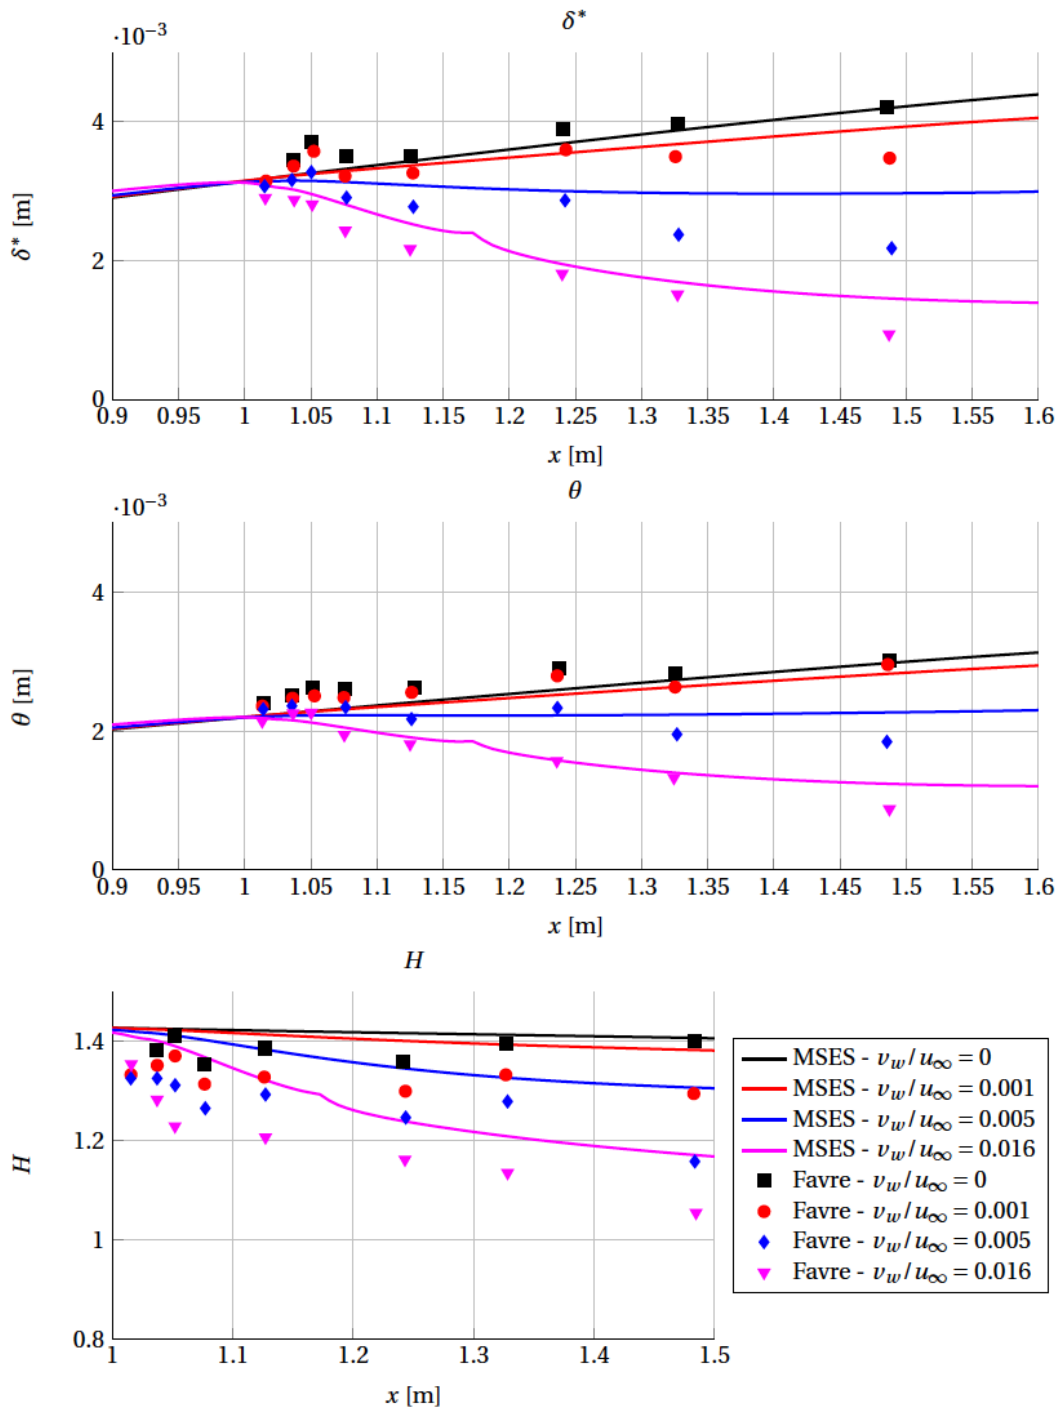 δ*
·10⁻³
4
2
0
0.9 0.95 1 1.05 1.1 1.15 1.2 1.25 1.3 1.35 1.4 1.45 1.5 1.55 1.6
δ* [m]
x [m]
θ
·10⁻³
4
2
0
0.9 0.95 1 1.05 1.1 1.15 1.2 1.25 1.3 1.35 1.4 1.45 1.5 1.55 1.6
θ [m]
x [m]
H
1.4
1.2
1
0.8
1 1.1 1.2 1.3 1.4 1.5
H
x [m]
MSES - v_w/u_∞ = 0
MSES - v_w/u_∞ = 0.001
MSES - v_w/u_∞ = 0.005
MSES - v_w/u_∞ = 0.016
Favre - v_w/u_∞ = 0
Favre - v_w/u_∞ = 0.001
Favre - v_w/u_∞ = 0.005
Favre - v_w/u_∞ = 0.016